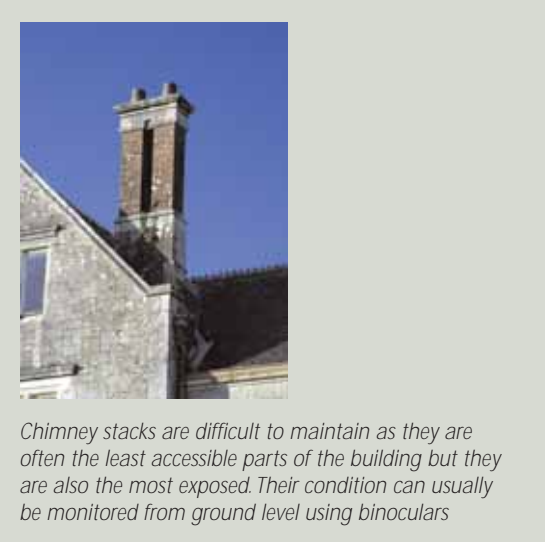 Chimney stacks are difficult to maintain as they are
often the least accessible parts of the building but they
are also the most exposed. Their condition can usually
be monitored from ground level using binoculars